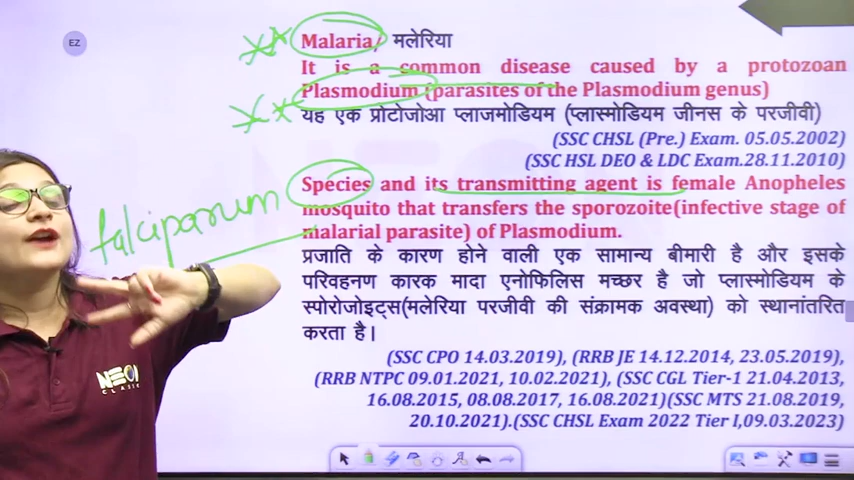 EZ
Malaria/ मलेरिया
It is a common disease caused by a protozoan
Plasmodium (parasites of the Plasmodium genus)
यह एक प्रोटोजोआ प्लाजमोडियम (प्लास्मोडियम जीनस के परजीवी)
(SSC CHSL (Pre.) Exam. 05.05.2002)
(SSC HSL DEO & LDC Exam.28.11.2010)
Species and its transmitting agent is female Anopheles
mosquito that transfers the sporozoite(infective stage of
malarial parasite) of Plasmodium.
falciparum
प्रजाति के कारण होने वाली एक सामान्य बीमारी है और इसके
परिवहनण कारक मादा एनोफिलिस मच्छर है जो प्लास्मोडियम के
स्पोरोजोइट्स(मलेरिया परजीवी की संक्रामक अवस्था) को स्थानांतरित
करता है।
(SSC CPO 14.03.2019), (RRB JE 14.12.2014, 23.05.2019),
(RRB NTPC 09.01.2021, 10.02.2021), (SSC CGL Tier-1 21.04.2013,
16.08.2015, 08.08.2017, 16.08.2021)(SSC MTS 21.08.2019,
20.10.2021).(SSC CHSL Exam 2022 Tier I,09.03.2023)
NEON
CLASSES